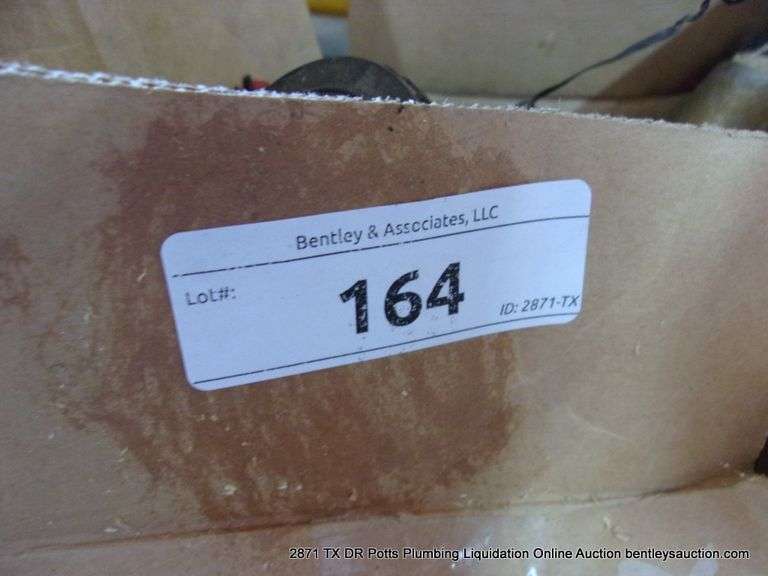 Bentley & Associates, LLC
Lot#:
164
ID: 2871-TX
2871 TX DR Potts Plumbing Liquidation Online Auction bentleysauction.com